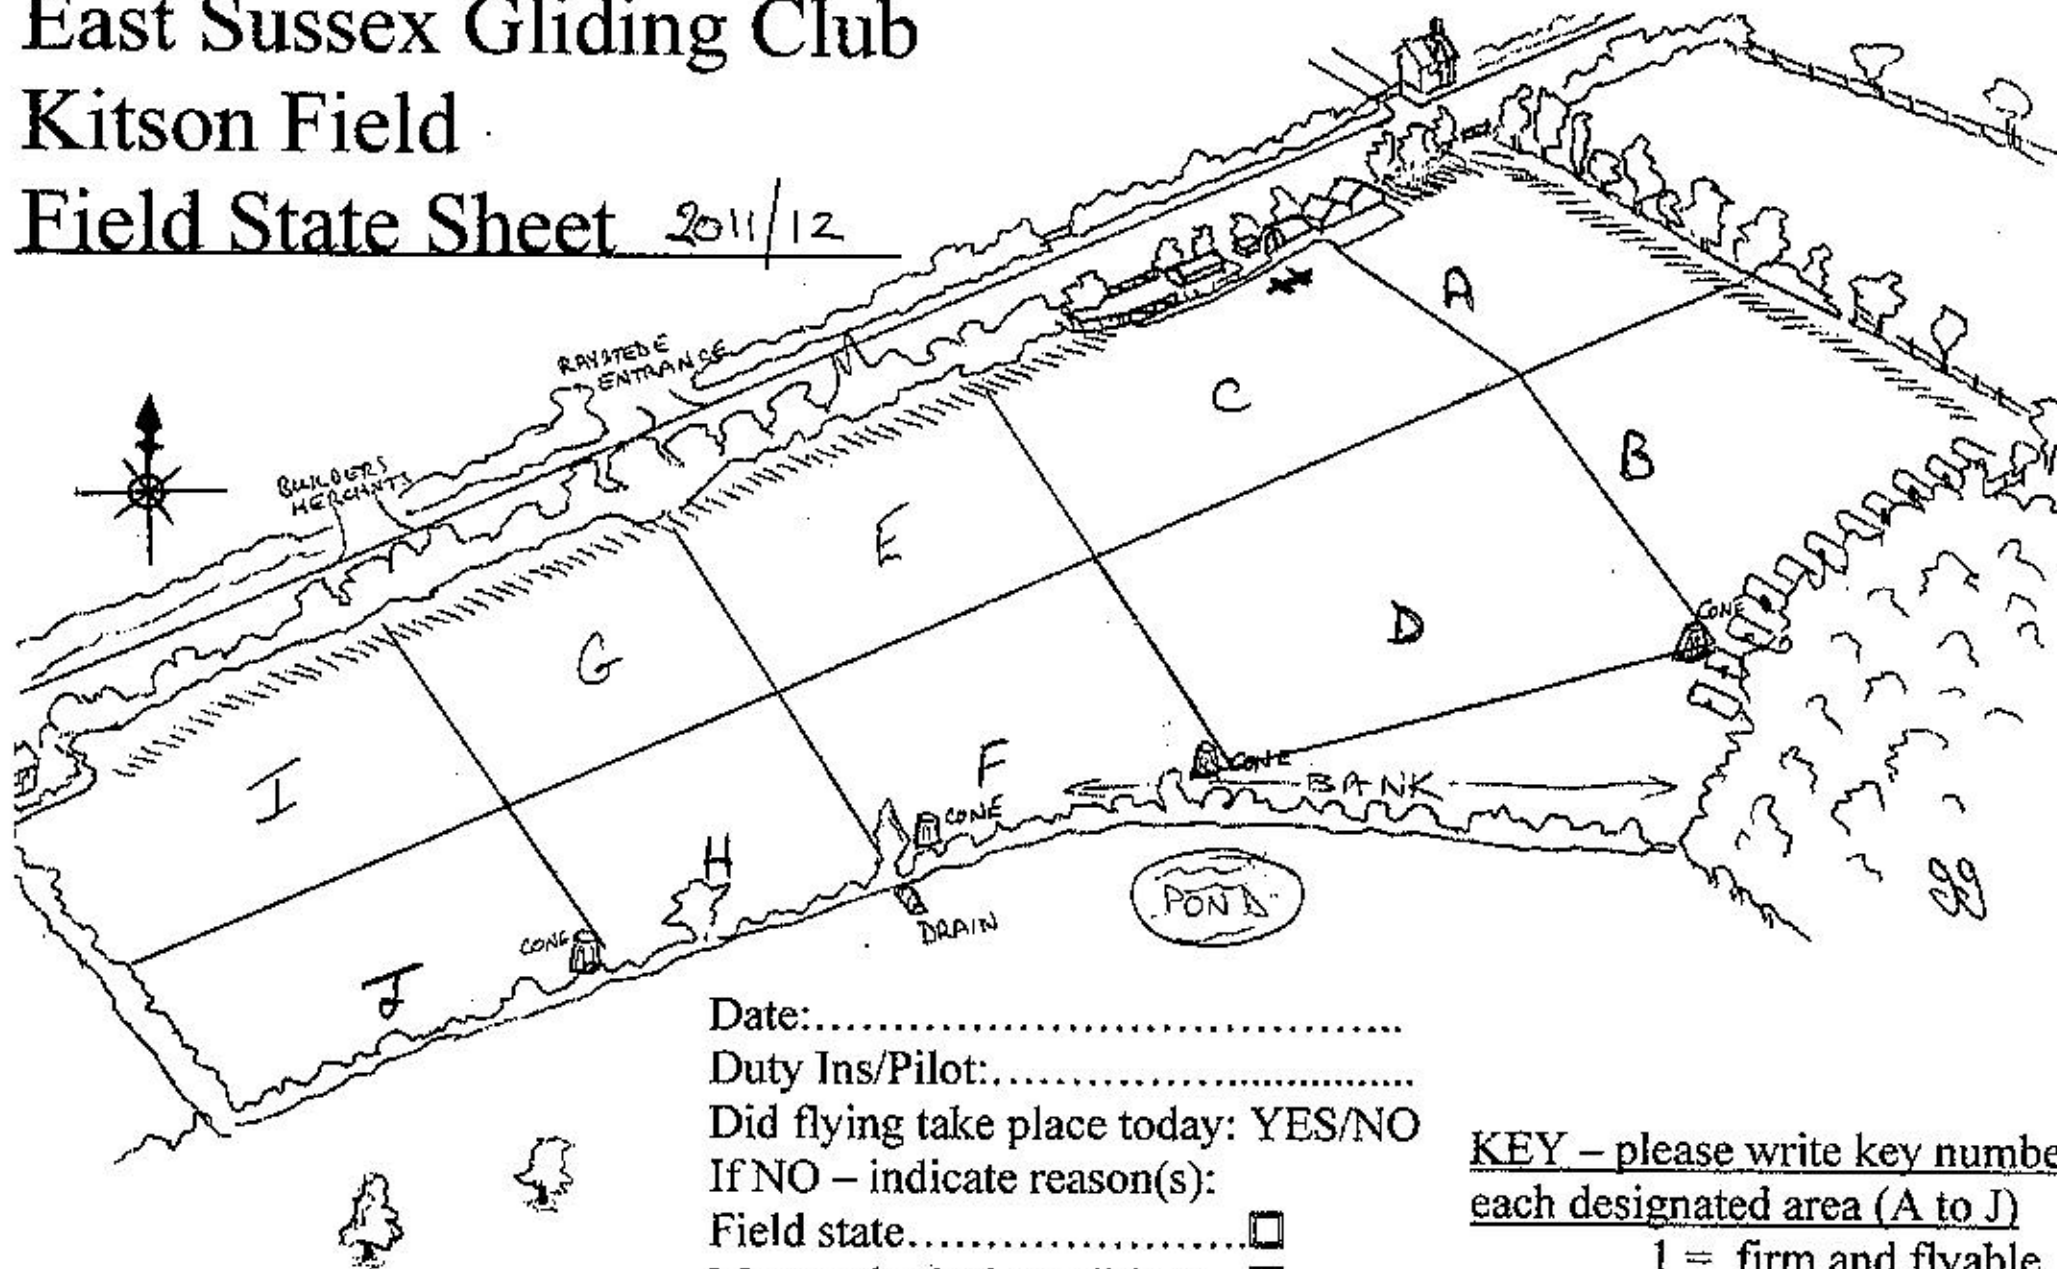 East Sussex Gliding Club
Kitson Field
Field State Sheet 2011/12
RAYSTEDE
ENTRANCE
BUILDERS
MERCHANTS
A
C
B
E
CONE
G
D
F
CONE
BANK
I
CONE
H
POND
DRAIN
CONE
J
Date:
Duty Ins/Pilot:
Did flying take place today: YES/NO
If NO – indicate reason(s):
Field state
KEY – please write key numbe
each designated area (A to J)
1 = firm and flyable